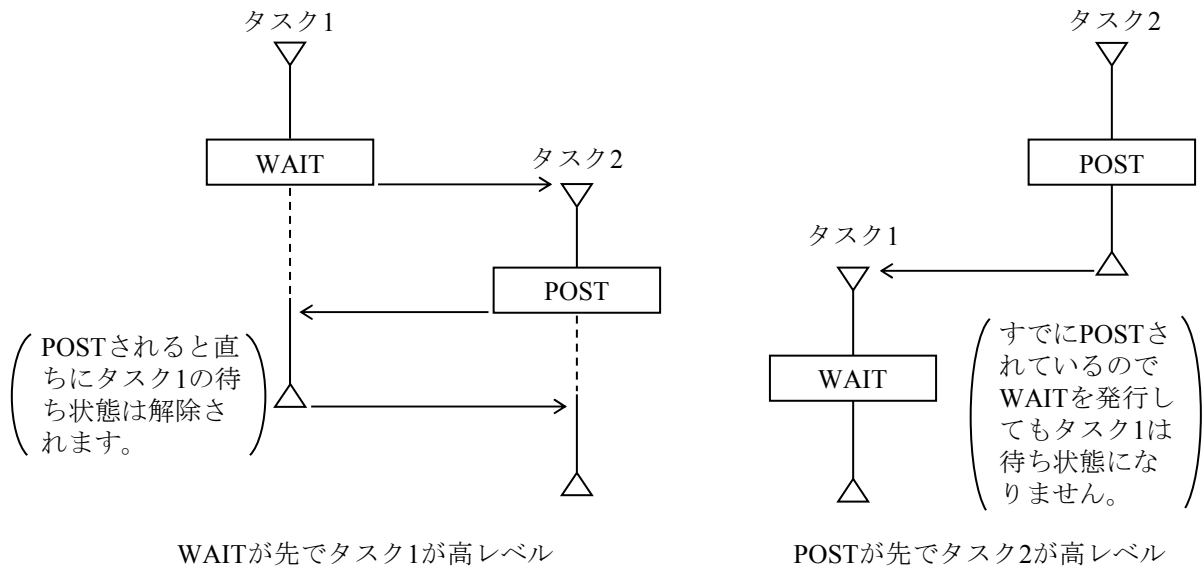 タスク1
WAIT
タスク2
POST
POSTされると直
ちにタスク1の待
ち状態は解除さ
れます。
WAITが先でタスク1が高レベル
タスク2
POST
タスク1
WAIT
すでにPOSTさ
れているので
WAITを発行し
てもタスク1は
待ち状態にな
りません。
POSTが先でタスク2が高レベル